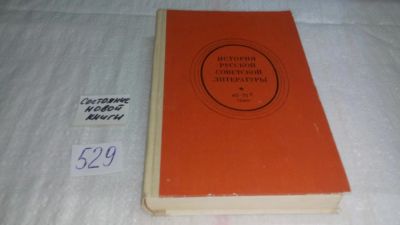 СОСТОЯНИЕ
НОВОЙ
КНИГИ
529
ИСТОРИЯ
РУССКОЙ
СОВЕТСКОЙ
ЛИТЕРАТУРЫ